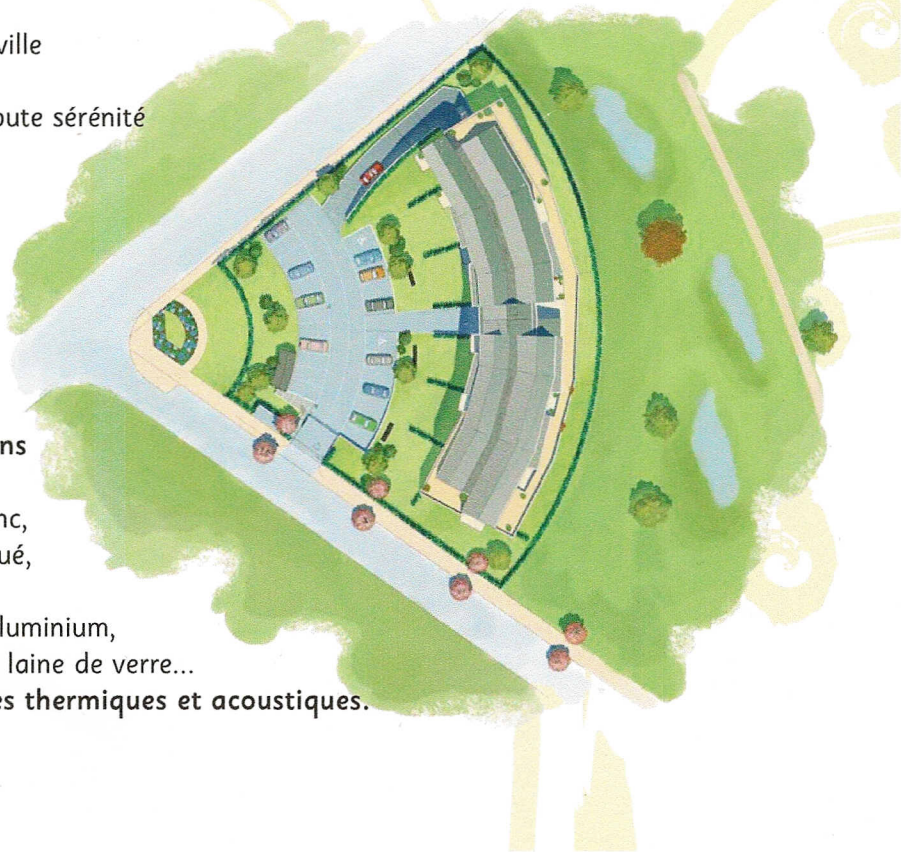 ville
oute sérénité
ns
nc,
ué,
luminium,
laine de verre...
es thermiques et acoustiques.